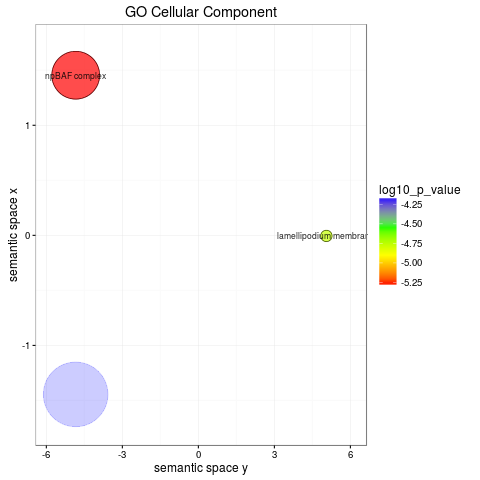 GO Cellular Component
npBAF complex
lamellipodium membrar
1
0
-1
-6
-3
0
3
6
semantic space y
semantic space x
log10_p_value
-4.25
-4.50
-4.75
-5.00
-5.25